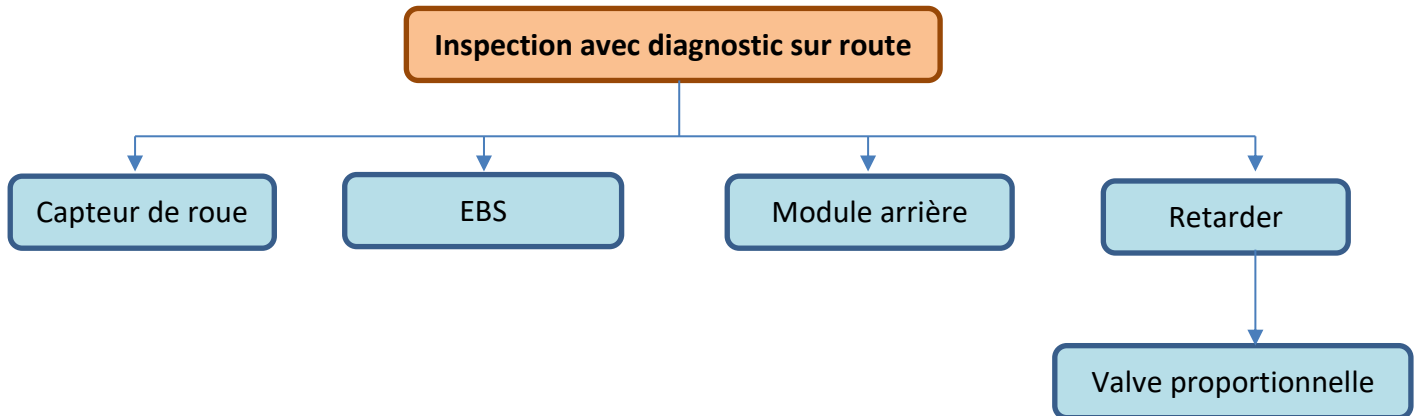 Inspection avec diagnostic sur route
Capteur de roue
EBS
Module arrière
Retarder
Valve proportionnelle